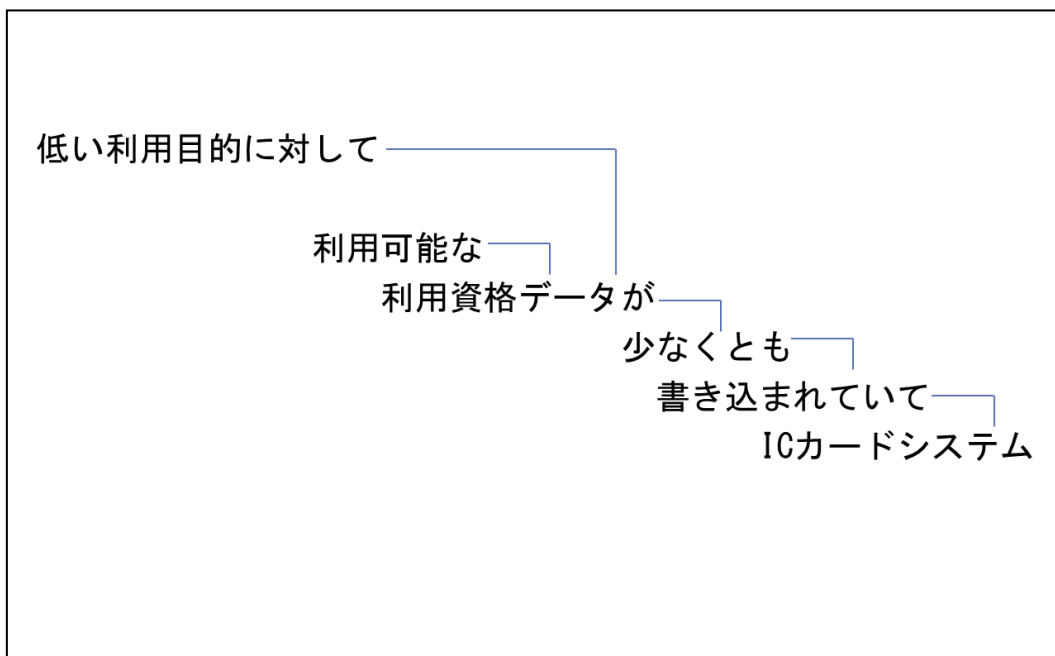 低い利用目的に対して
利用可能な
利用資格データが
少なくとも
書き込まれていて
ICカードシステム